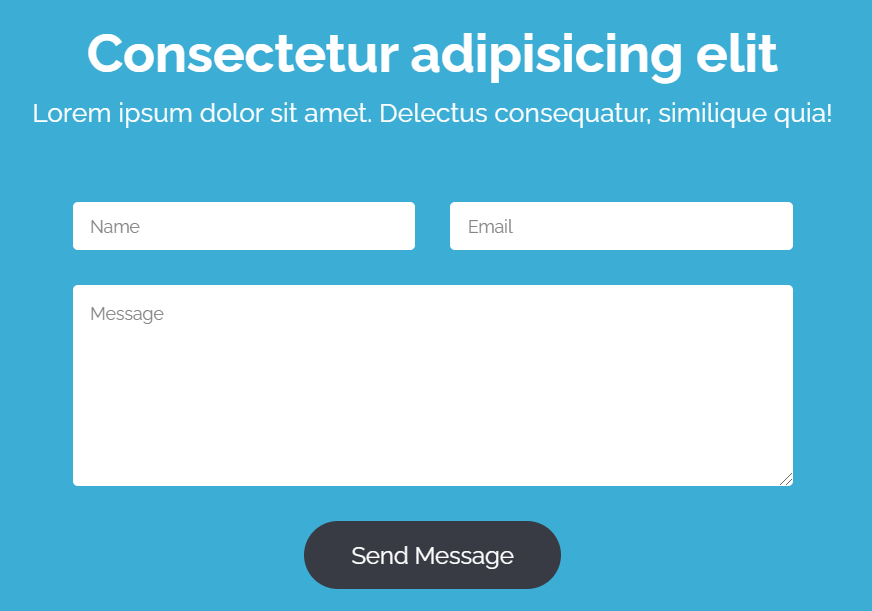 Consectetur adipisicing elit
Lorem ipsum dolor sit amet. Delectus consequatur, similique quia!
Name
Email
Message
Send Message